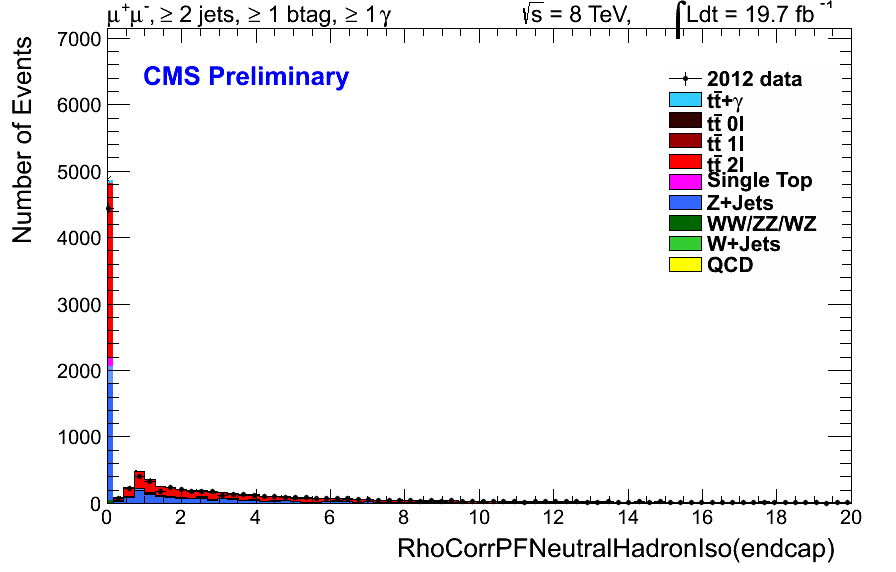 μ⁺μ⁻, ≥ 2 jets, ≥ 1 btag, ≥ 1 γ
√s = 8 TeV, ∫Ldt = 19.7 fb⁻¹
CMS Preliminary
2012 data
tt̄+γ
tt̄ 0l
tt̄ 1l
tt̄ 2l
Single Top
Z+Jets
WW/ZZ/WZ
W+Jets
QCD
Number of Events
7000
6000
5000
4000
3000
2000
1000
0
0 2 4 6 8 10 12 14 16 18 20
RhoCorrPFNeutralHadronIso(endcap)